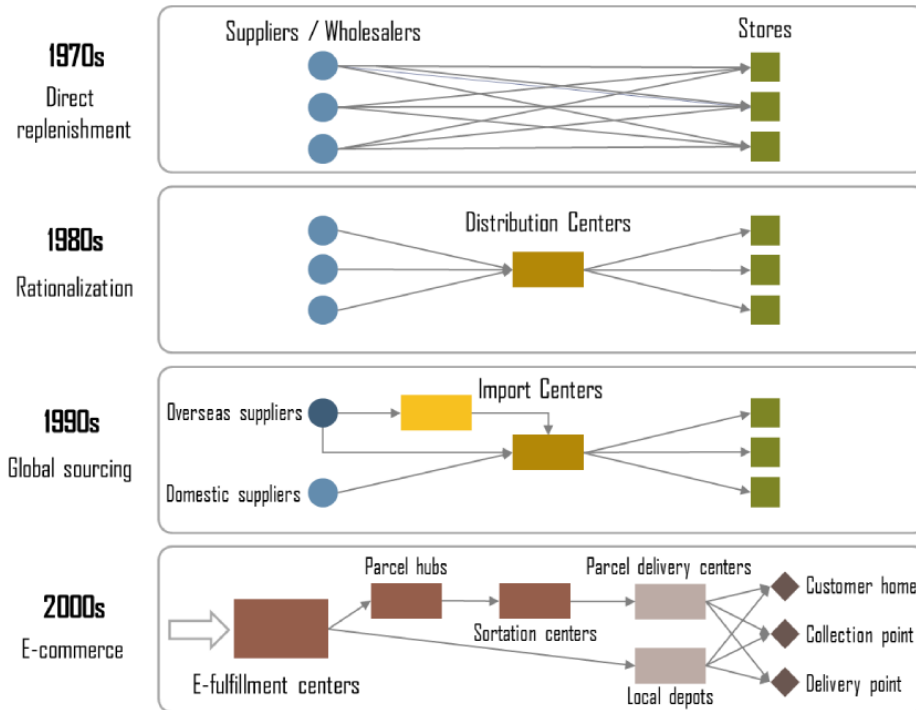 1970s
Direct
replenishment
Suppliers / Wholesalers
Stores
1980s
Rationalization
Distribution Centers
1990s
Global sourcing
Overseas suppliers
Import Centers
Domestic suppliers
2000s
E-commerce
E-fulfillment centers
Parcel hubs
Sortation centers
Parcel delivery centers
Local depots
Customer home
Collection point
Delivery point